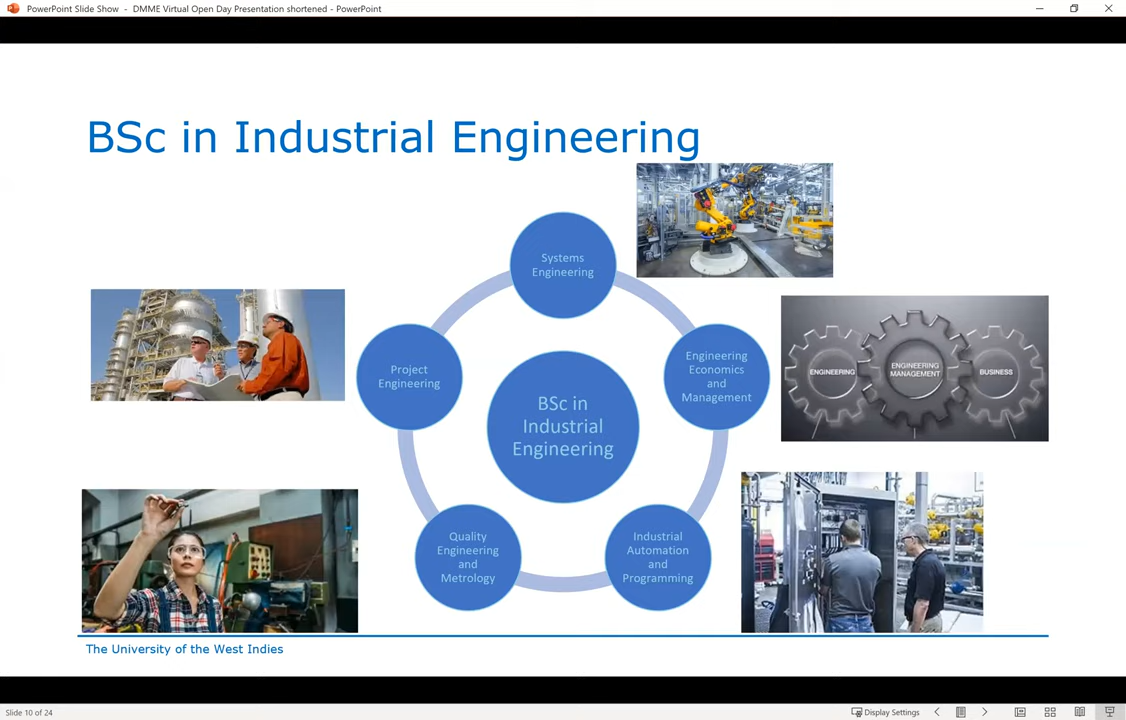 PowerPoint Slide Show - DMME Virtual Open Day Presentation shortened - PowerPoint
BSc in Industrial Engineering
Systems
Engineering
Project
Engineering
Engineering
Economics
and
Management
BSc in
Industrial
Engineering
ENGINEERING
ENGINEERING
MANAGEMENT
BUSINESS
Quality
Engineering
and
Metrology
Industrial
Automation
and
Programming
The University of the West Indies
Slide 10 of 24
Display Settings